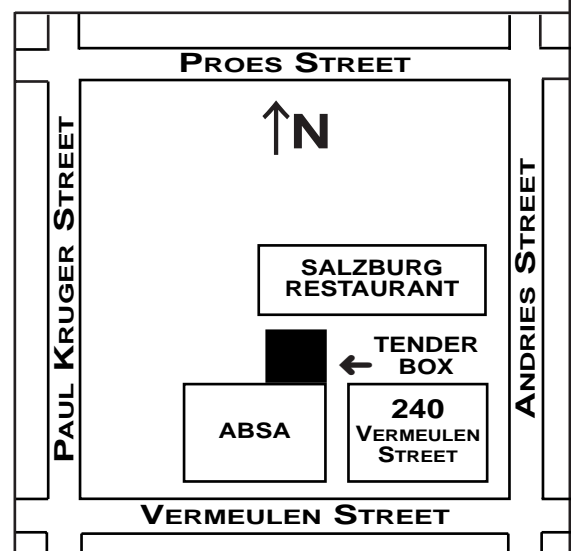 PROES STREET
N
PAUL KRUGER STREET
ANDRIES STREET
SALZBURG
RESTAURANT
TENDER
BOX
ABSA
240
VERMEULEN
STREET
VERMEULEN STREET